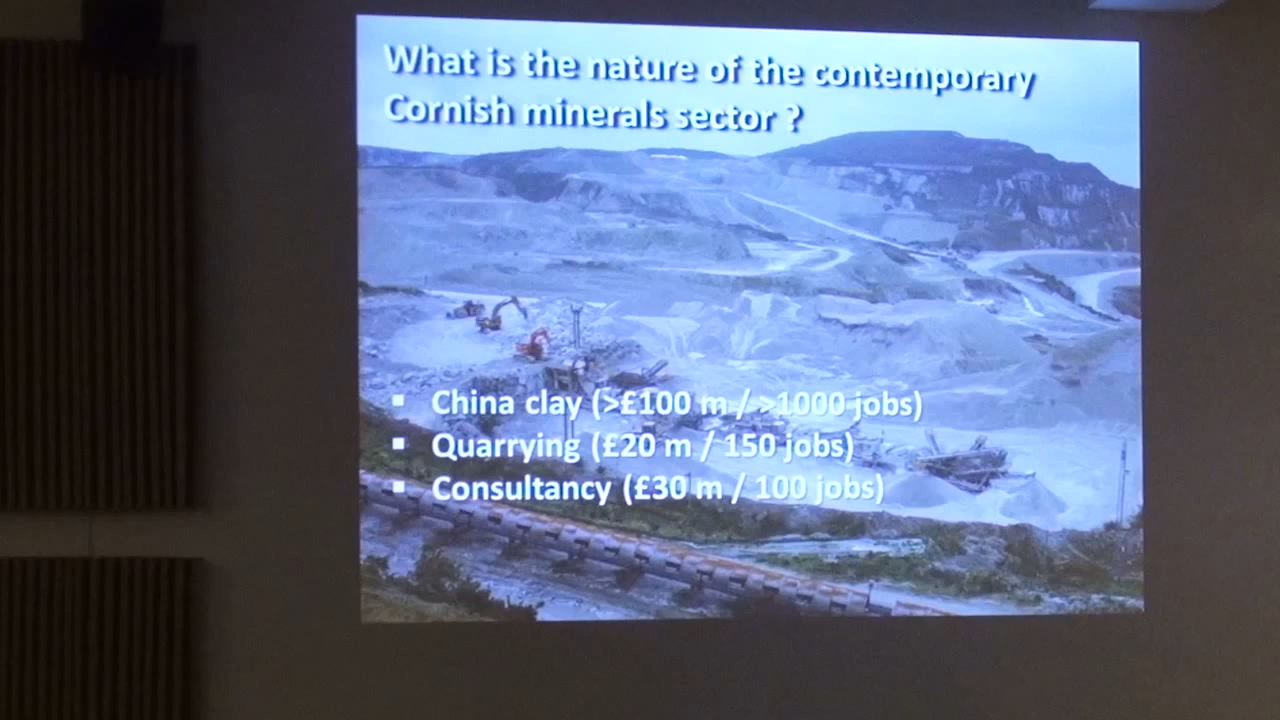 What is the nature of the contemporary
Cornish minerals sector ?
▪ China clay (>£100 m / >1000 jobs)
▪ Quarrying (£20 m / 150 jobs)
▪ Consultancy (£30 m / 100 jobs)